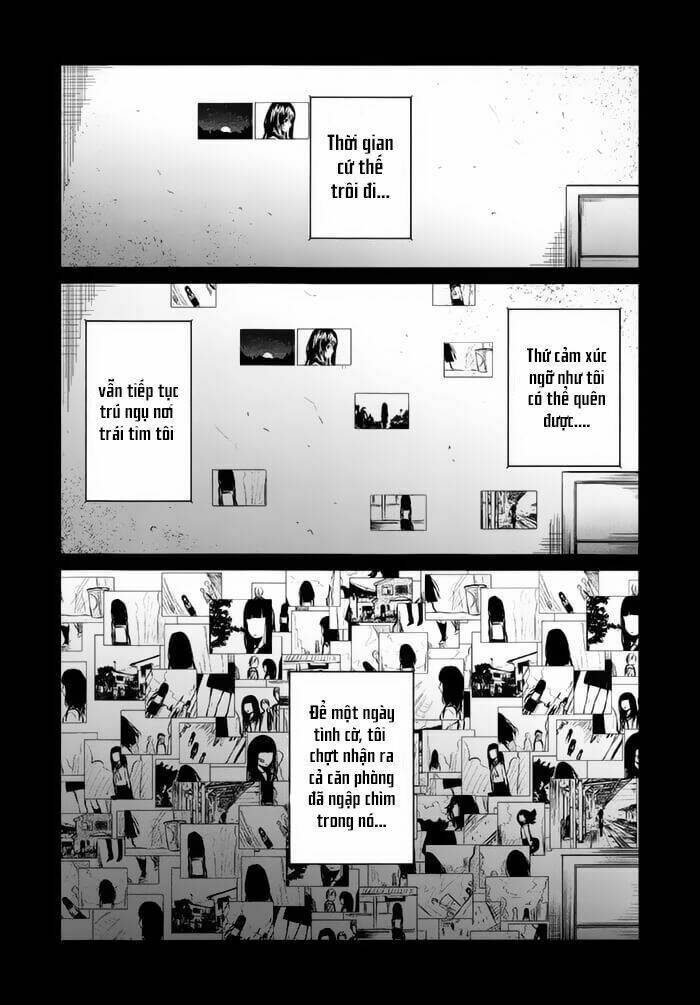 Thời gian
cứ thế
trôi đi...
Thứ cảm xúc
ngỡ như tôi
có thể quên
được....
vẫn tiếp tục
trú ngụ nơi
trái tim tôi
Để một ngày
tình cờ, tôi
chợt nhận ra
cả căn phòng
đã ngập chìm
trong nó...